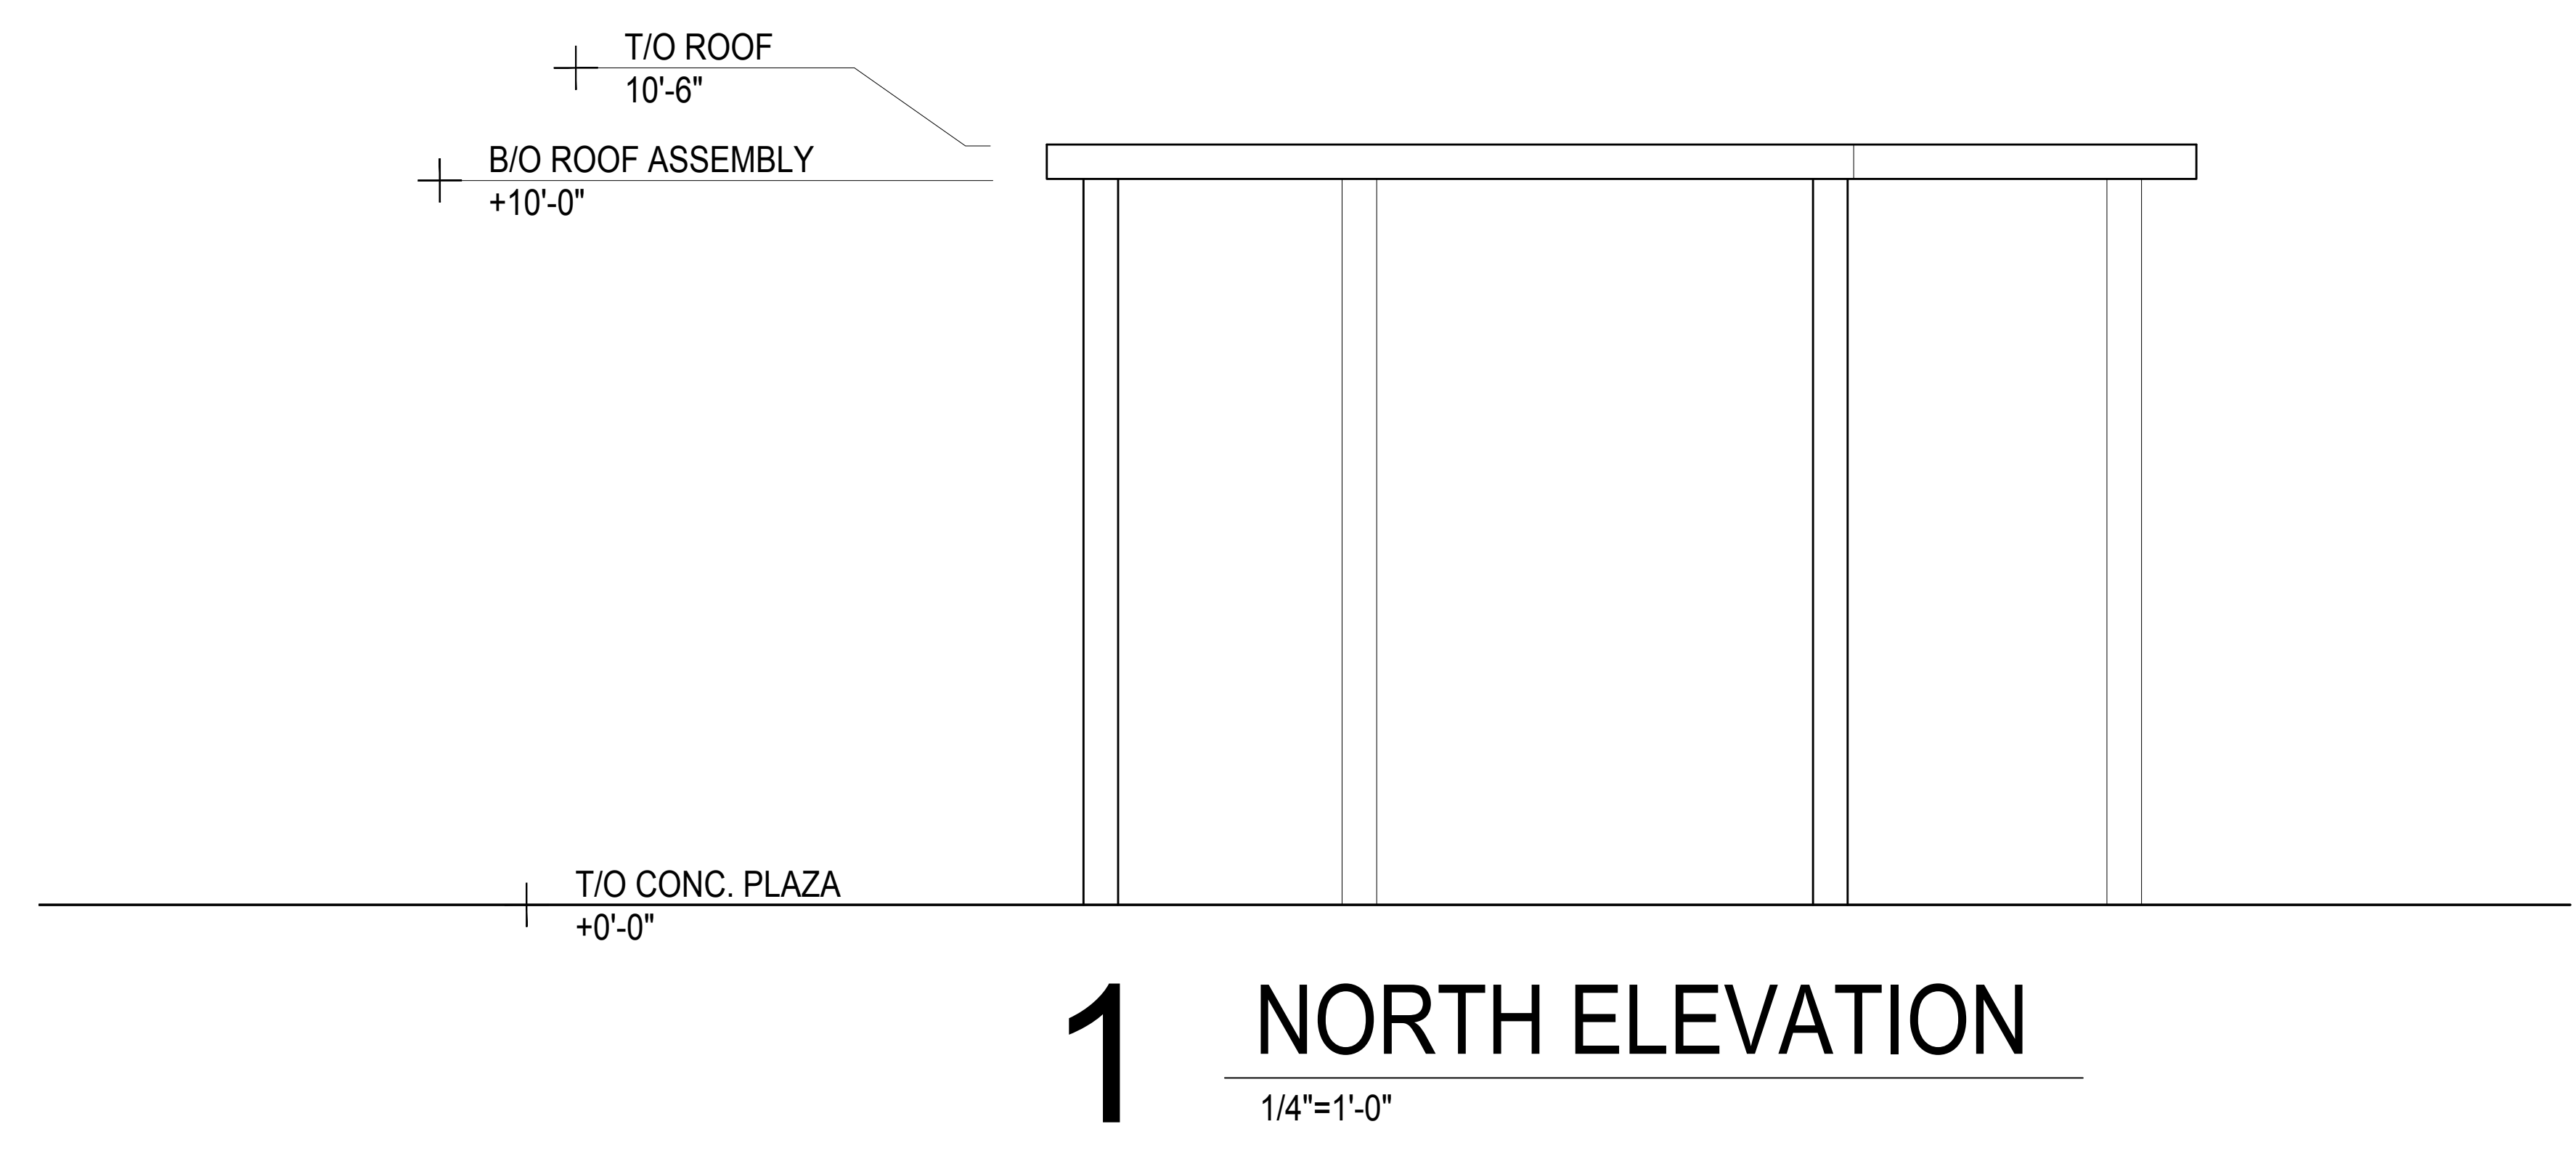 T/O ROOF
10'-6"
B/O ROOF ASSEMBLY
+10'-0"
T/O CONC. PLAZA
+0'-0"
1 NORTH ELEVATION
1/4"=1'-0"